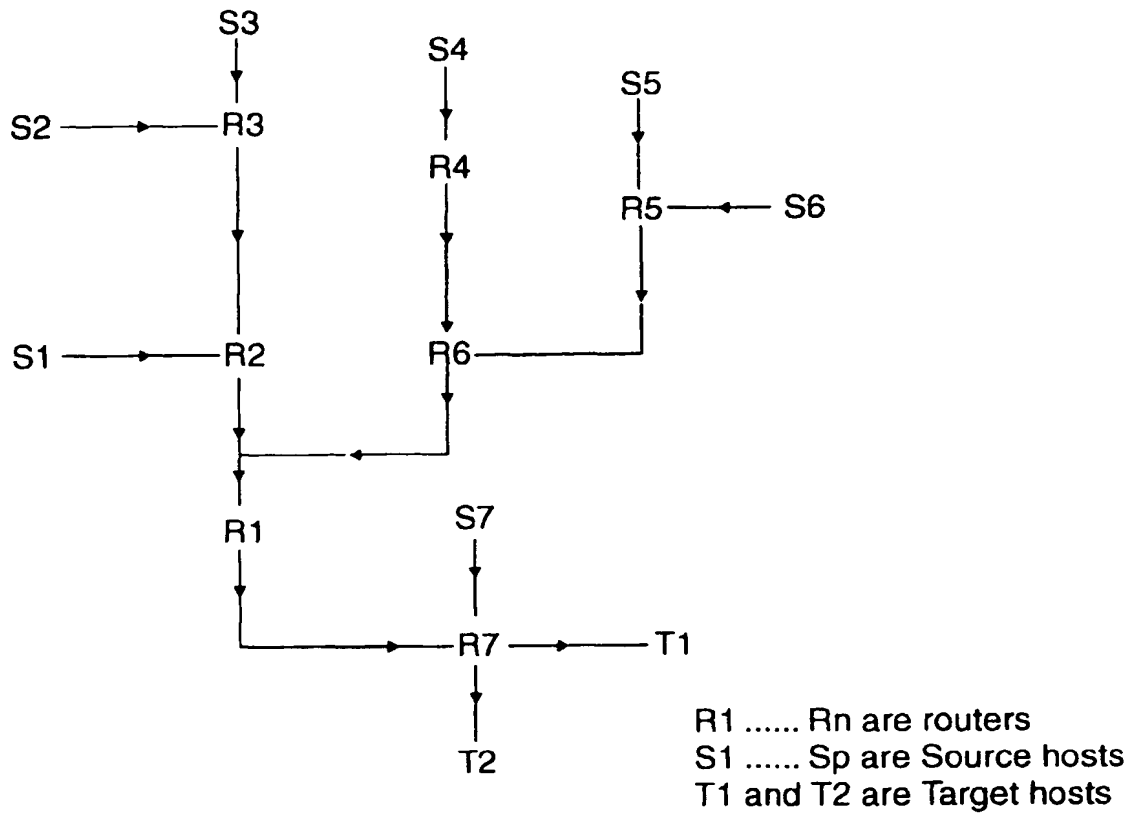 S3
S4
S5
S2
R3
R4
R5
S6
S1
R2
R6
R1
S7
R7
T1
T2
R1 ...... Rn are routers
S1 ...... Sp are Source hosts
T1 and T2 are Target hosts